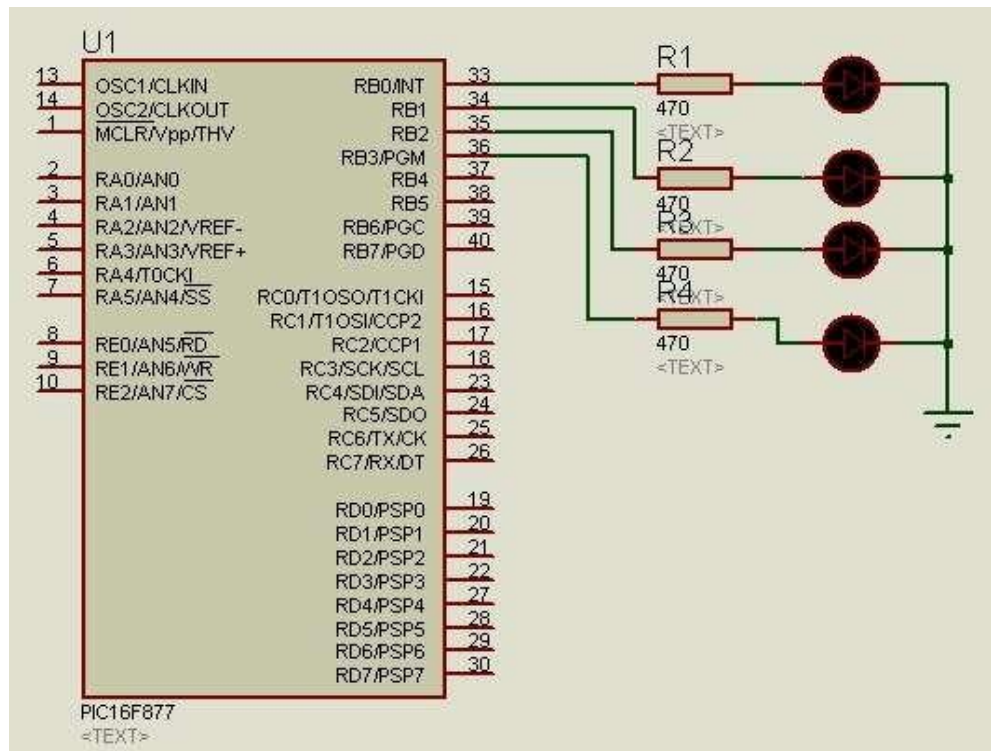 U1
13 OSC1/CLKIN
14 OSC2/CLKOUT
1 MCLR/Vpp/THV
2 RA0/AN0
3 RA1/AN1
4 RA2/AN2/VREF-
5 RA3/AN3/VREF+
6 RA4/T0CKI
7 RA5/AN4/SS
8 RE0/AN5/RD
9 RE1/AN6/WR
10 RE2/AN7/CS
RB0/INT 33
RB1 34
RB2 35
RB3/PGM 36
RB4 37
RB5 38
RB6/PGC 39
RB7/PGD 40
RC0/T1OSO/T1CKI 15
RC1/T1OSI/CCP2 16
RC2/CCP1 17
RC3/SCK/SCL 18
RC4/SDI/SDA 23
RC5/SDO 24
RC6/TX/CK 25
RC7/RX/DT 26
RD0/PSP0 19
RD1/PSP1 20
RD2/PSP2 21
RD3/PSP3 22
RD4/PSP4 27
RD5/PSP5 28
RD6/PSP6 29
RD7/PSP7 30
PIC16F877
<TEXT>
R1
470
<TEXT>
R2
470
<TEXT>
R3
470
<TEXT>
R4
470
<TEXT>